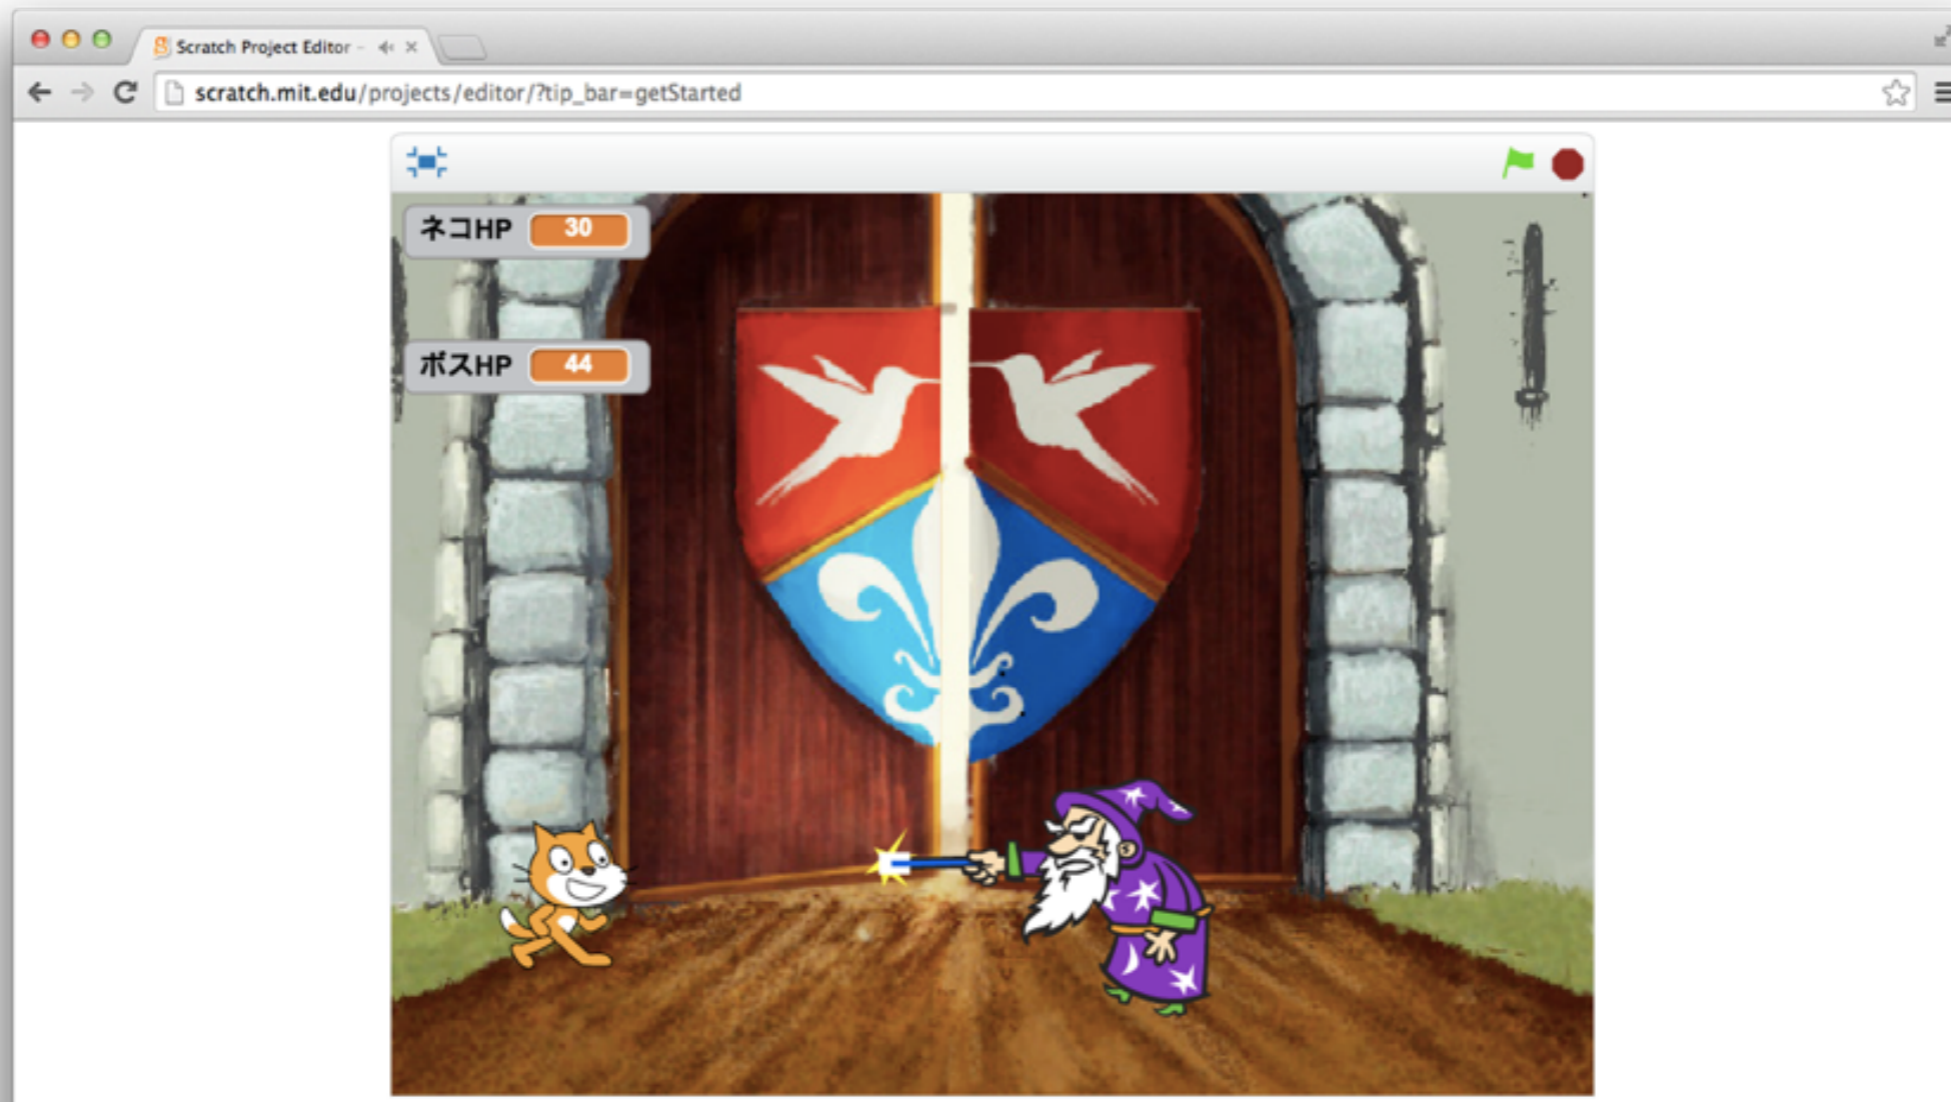 Scratch Project Editor -
scratch.mit.edu/projects/editor/?tip_bar=getStarted
ネコHP 30
ボスHP 44